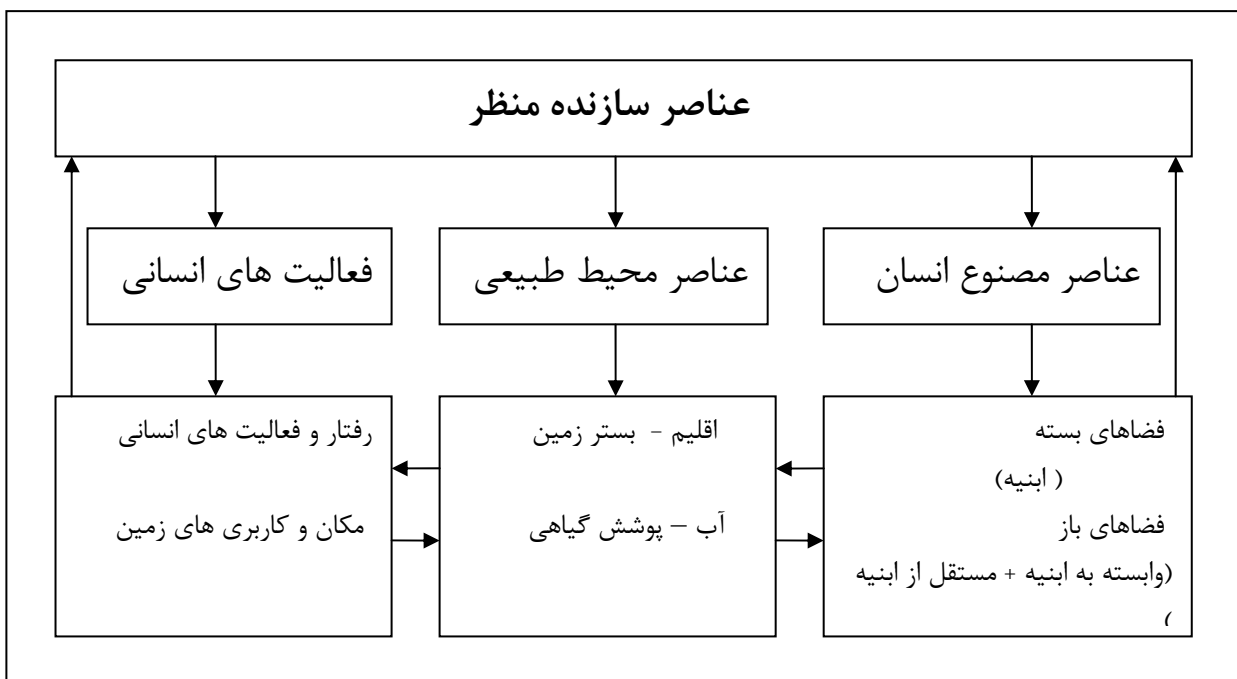 عناصر سازنده منظر
عناصر مصنوع انسان
عناصر محیط طبیعی
فعالیت های انسانی
فضاهای بسته
( ابنیه)
فضاهای باز
(وابسته به ابنیه + مستقل از ابنیه
)
اقلیم - بستر زمین
آب – پوشش گیاهی
رفتار و فعالیت های انسانی
مکان و کاربری های زمین